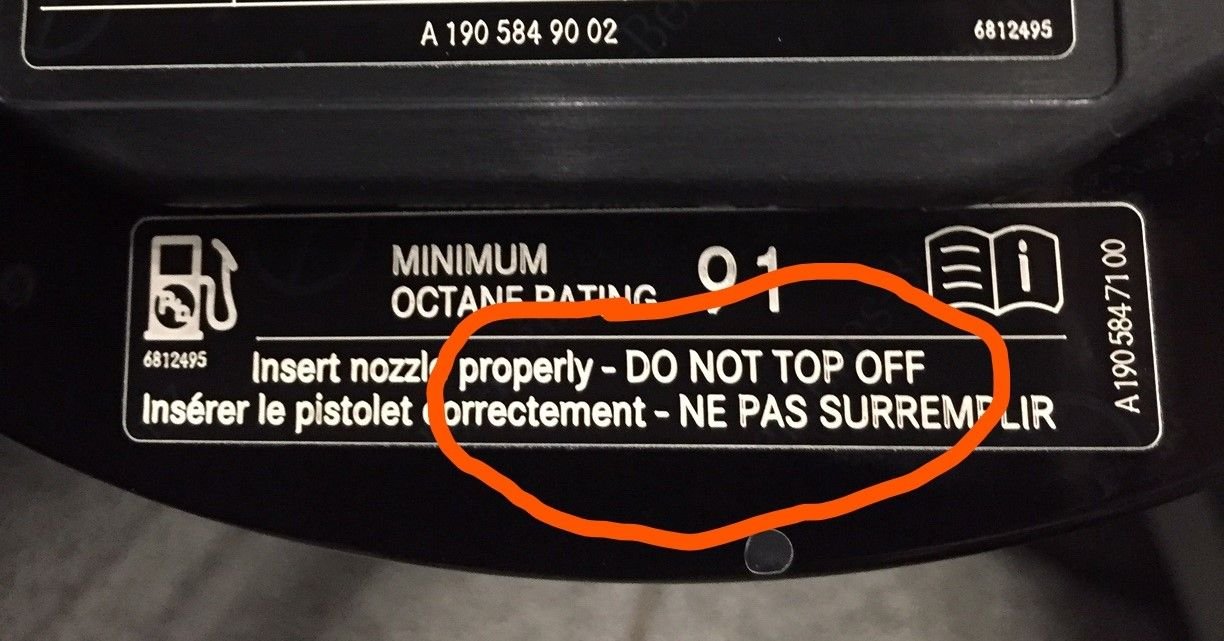 A 190 584 90 02
6812495
MINIMUM
OCTANE RATING
91
i
Pb
6812495
Insert nozzle properly - DO NOT TOP OFF
Insérer le pistolet correctement - NE PAS SURREMPLIR
A 190 584 71 00